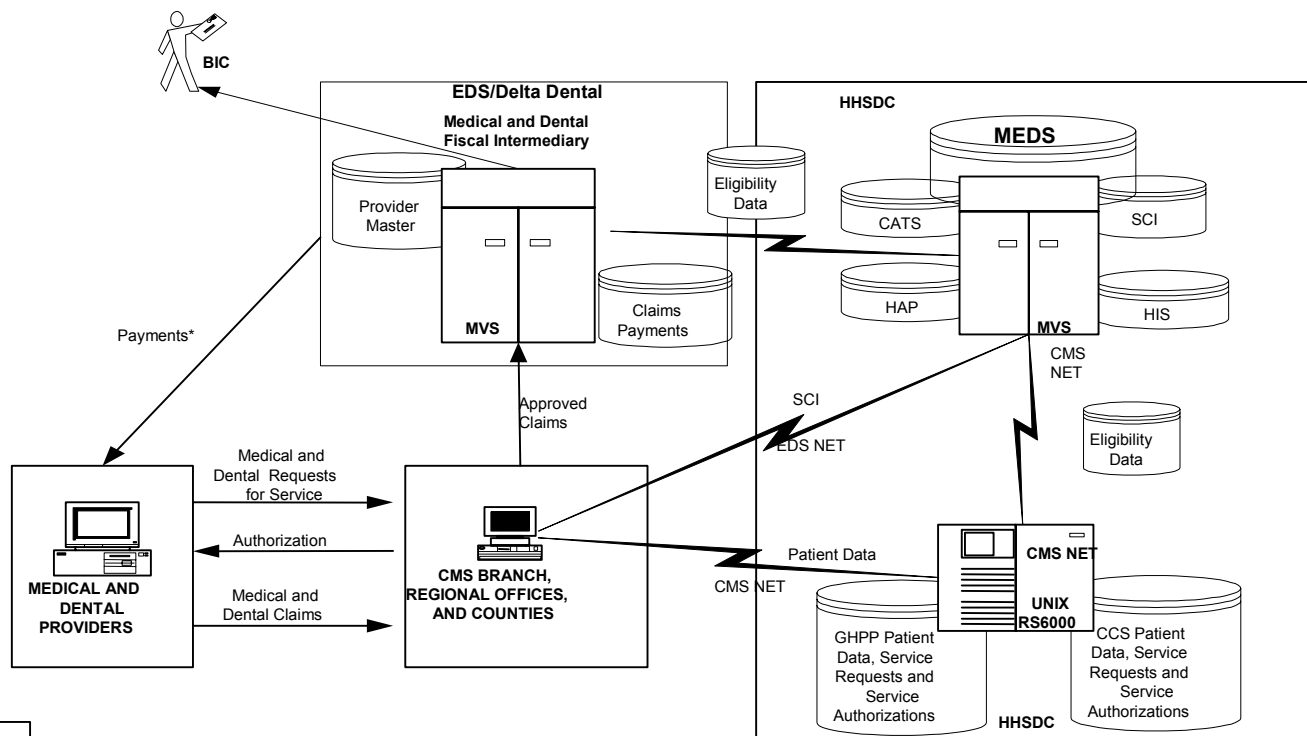 BIC
EDS/Delta Dental
Medical and Dental
Fiscal Intermediary
Provider
Master
MVS
Claims
Payments
Eligibility
Data
HHSDC
MEDS
CATS
SCI
HAP
HIS
MVS
CMS
NET
Payments*
Approved
Claims
SCI
EDS NET
Eligibility
Data
Medical and
Dental Requests
for Service
Authorization
Medical and
Dental Claims
MEDICAL AND
DENTAL
PROVIDERS
CMS BRANCH,
REGIONAL OFFICES,
AND COUNTIES
Patient Data
CMS NET
CMS NET
UNIX
RS6000
GHPP Patient
Data, Service
Requests and
Service
Authorizations
CCS Patient
Data, Service
Requests and
Service
Authorizations
HHSDC